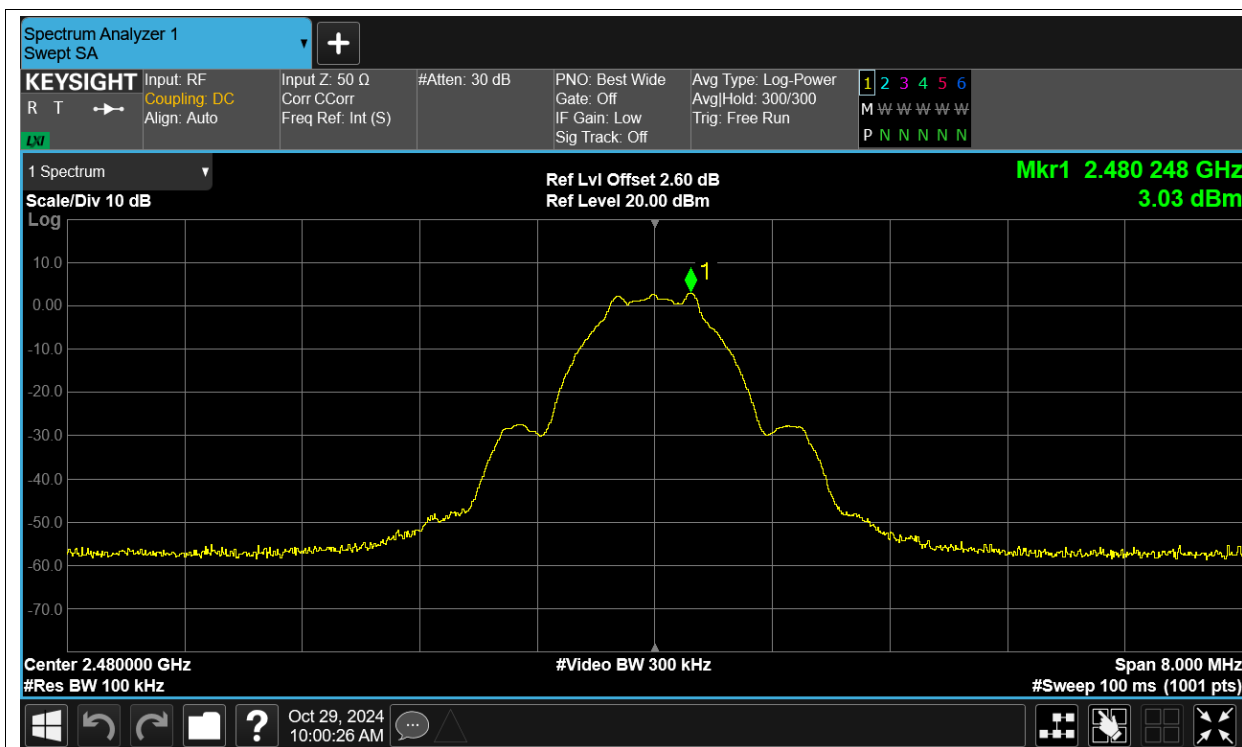 Spectrum Analyzer 1
Swept SA
KEYSIGHT
R T
LXI
Input: RF
Coupling: DC
Align: Auto
Input Z: 50 Ω
Corr CCorr
Freq Ref: Int (S)
#Atten: 30 dB
PNO: Best Wide
Gate: Off
IF Gain: Low
Sig Track: Off
Avg Type: Log-Power
Avg|Hold: 300/300
Trig: Free Run
1 2 3 4 5 6
M W W W W W W
P N N N N N N
1 Spectrum
Scale/Div 10 dB
Log
Ref Lvl Offset 2.60 dB
Ref Level 20.00 dBm
Mkr1 2.480 248 GHz
3.03 dBm
1
10.0
0.00
-10.0
-20.0
-30.0
-40.0
-50.0
-60.0
-70.0
Center 2.480000 GHz
#Res BW 100 kHz
#Video BW 300 kHz
Span 8.000 MHz
#Sweep 100 ms (1001 pts)
?
Oct 29, 2024
10:00:26 AM